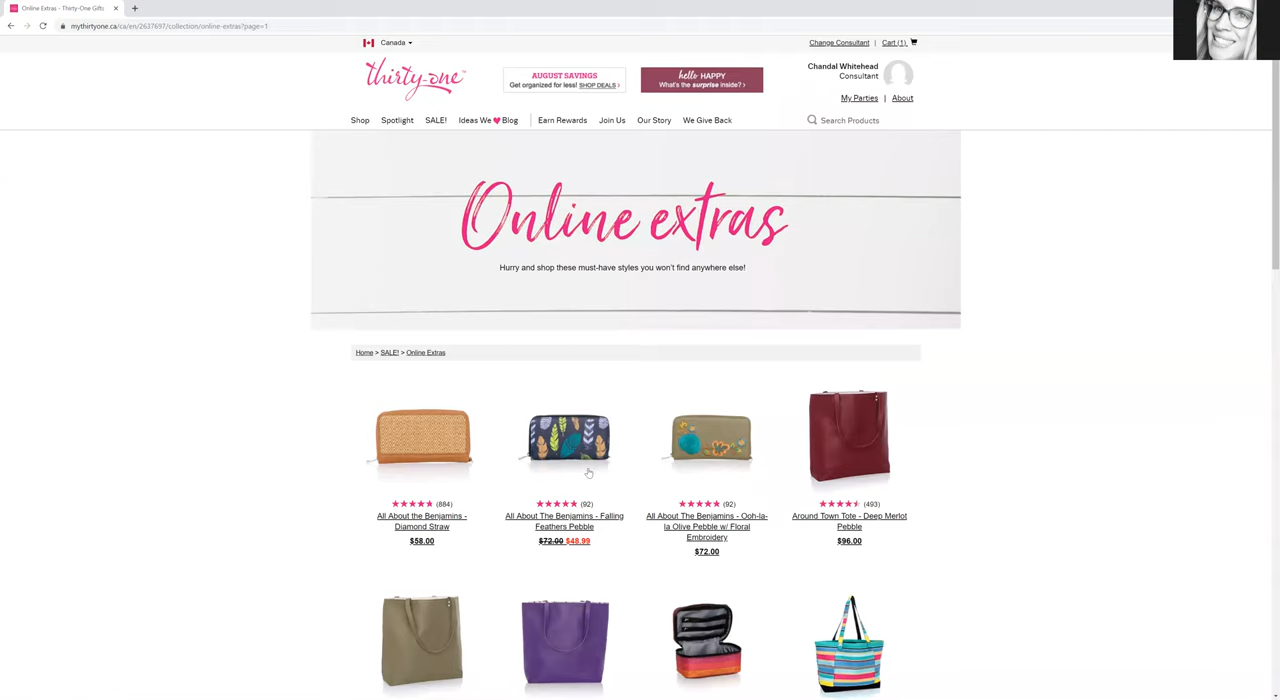 Online Extras - Thirty-One Gifts
mythirtyone.ca/ca/en/2637697/collection/online-extras?page=1
Canada
Change Consultant | Cart (1)
thirty-one
AUGUST SAVINGS
Get organized for less! SHOP DEALS >
hello HAPPY
What's the surprise inside? >
Chandal Whitehead
Consultant
My Parties | About
Shop Spotlight SALE! Ideas We Blog | Earn Rewards Join Us Our Story We Give Back
Search Products
Online extras
Hurry and shop these must-have styles you won't find anywhere else!
Home > SALE! > Online Extras
(884)
All About the Benjamins -
Diamond Straw
$58.00
(92)
All About The Benjamins - Falling
Feathers Pebble
$72.00 $48.99
(92)
All About The Benjamins - Ooh-la-
la Olive Pebble w/ Floral
Embroidery
$72.00
(493)
Around Town Tote - Deep Merlot
Pebble
$96.00